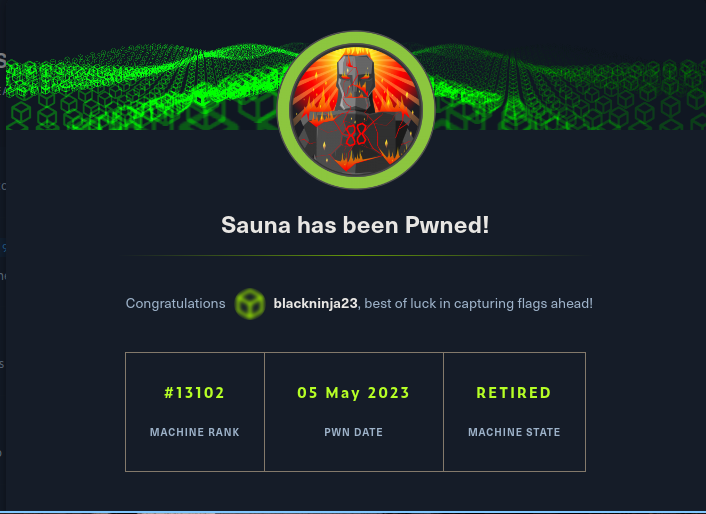 Sauna has been Pwned!
Congratulations blackninja23, best of luck in capturing flags ahead!
#13102 05 May 2023 RETIRED
MACHINE RANK PWN DATE MACHINE STATE